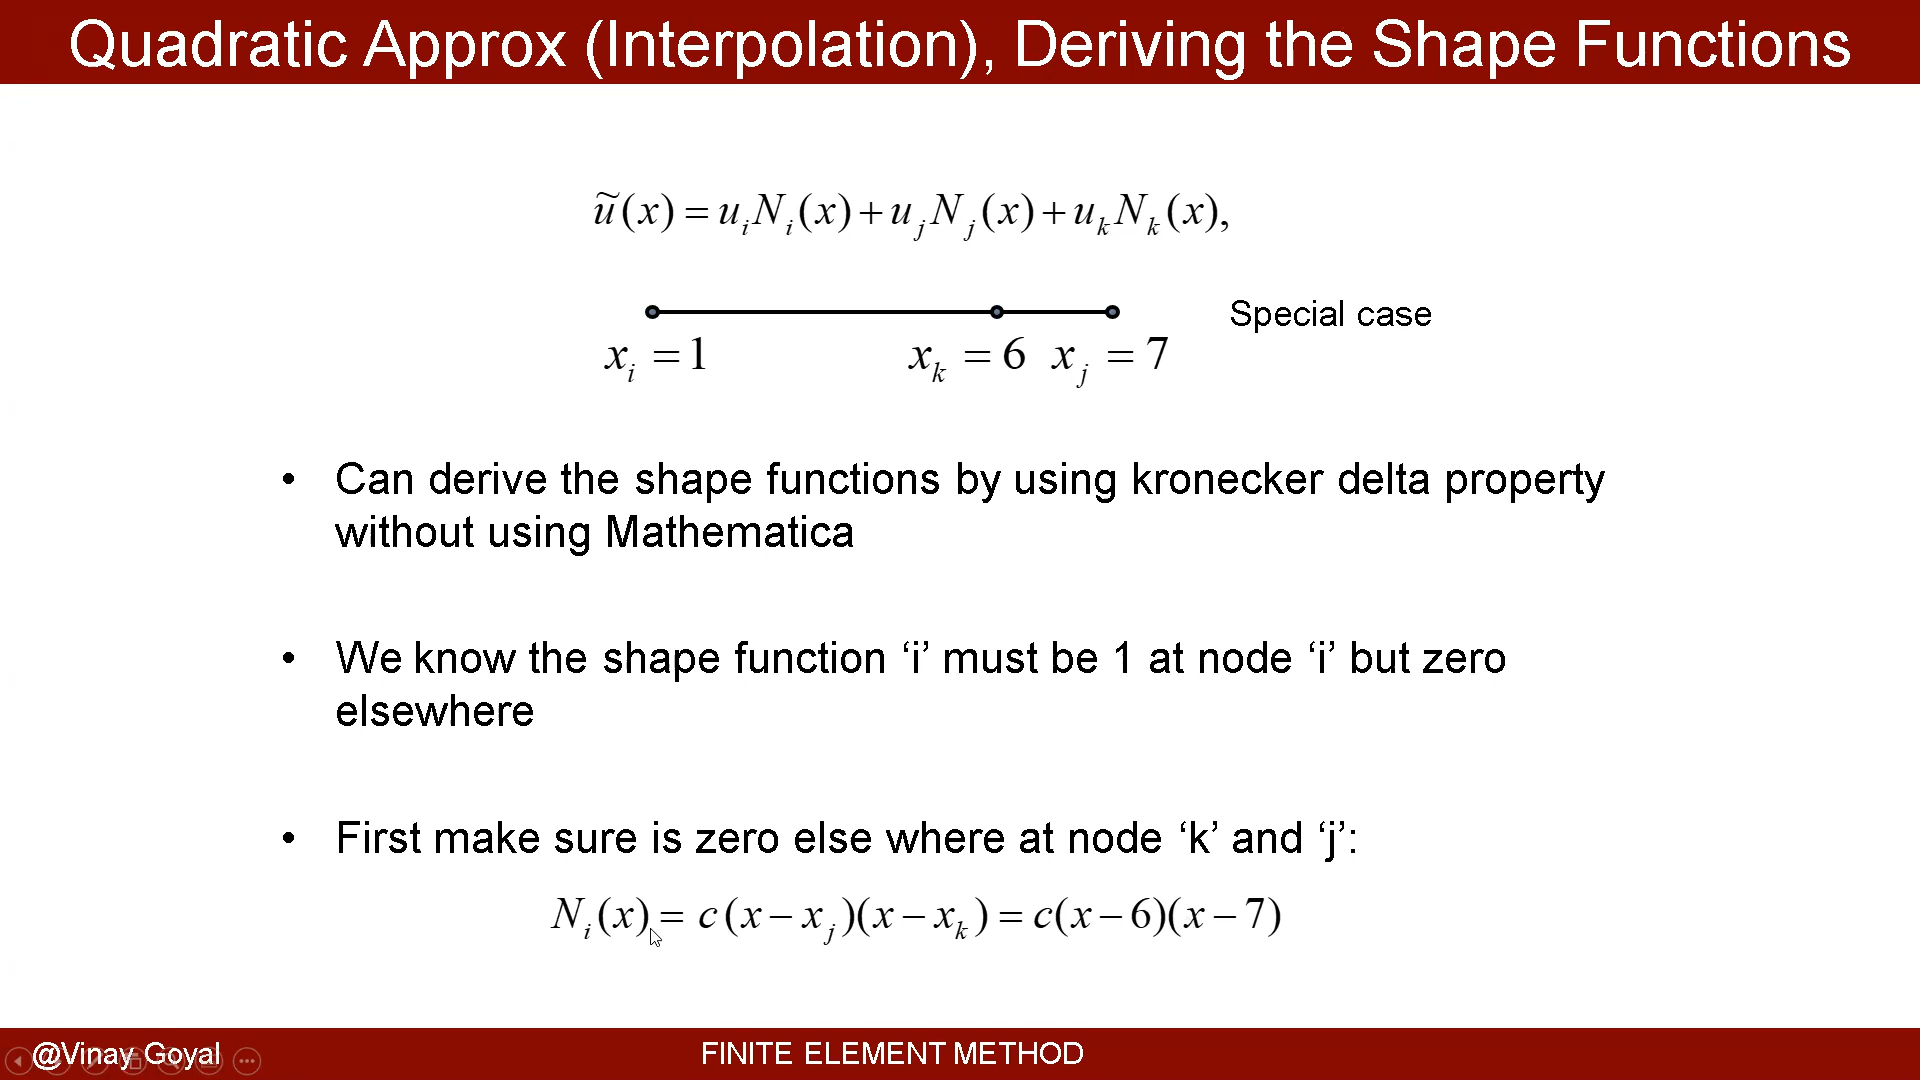 Quadratic Approx (Interpolation), Deriving the Shape Functions
ũ(x) = u_i N_i(x) + u_j N_j(x) + u_k N_k(x),
Special case
x_i = 1 x_k = 6 x_j = 7
• Can derive the shape functions by using kronecker delta property
without using Mathematica
• We know the shape function ‘i’ must be 1 at node ‘i’ but zero
elsewhere
• First make sure is zero else where at node ‘k’ and ‘j’:
N_i(x) = c(x − x_j)(x − x_k) = c(x − 6)(x − 7)
@Vinay Goyal FINITE ELEMENT METHOD